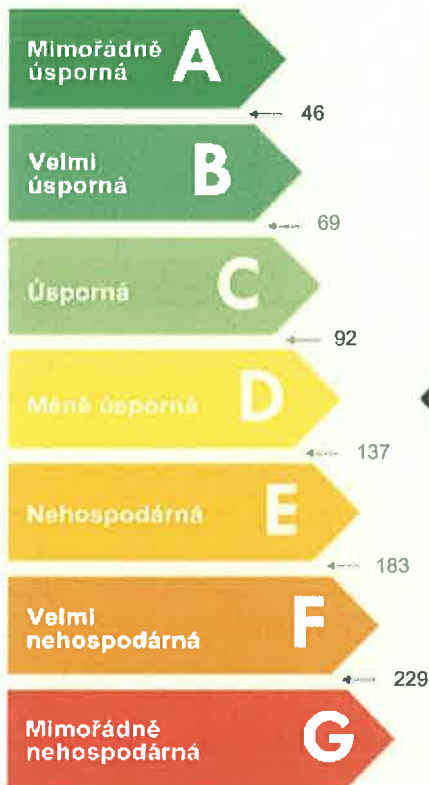 Mimořádně
úsporná A
46
Velmi
úsporná B
69
Úsporná C
92
Méně úsporná D
137
Nehospodárná E
183
Velmi
nehospodárná F
229
Mimořádně
nehospodárná G